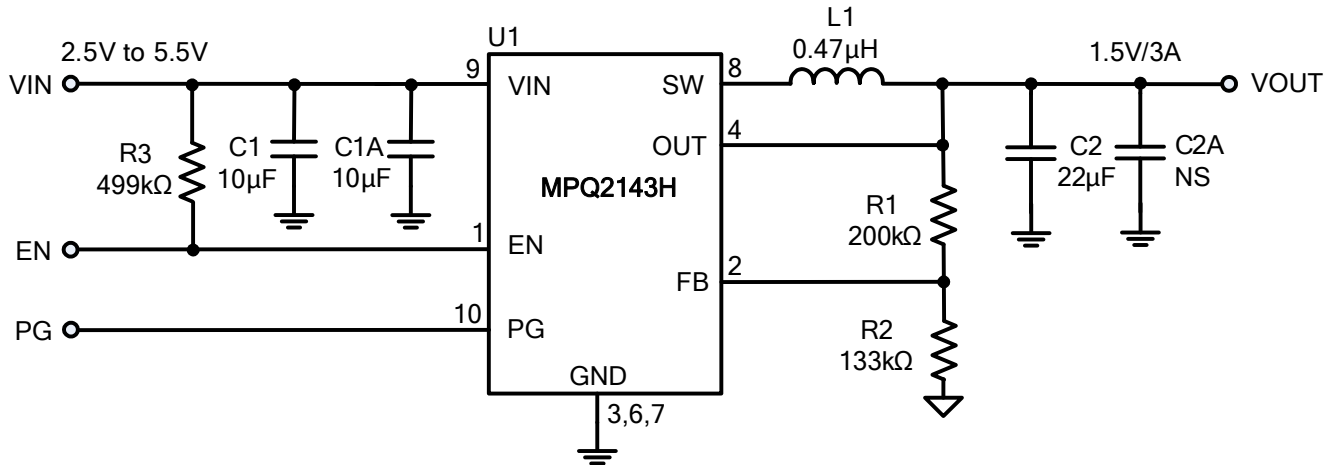 U1
L1
2.5V to 5.5V
0.47µH
1.5V/3A
VIN
9
VIN
SW
8
VOUT
R3
499kΩ
C1
10µF
C1A
10µF
OUT
4
C2
22µF
C2A
NS
MPQ2143H
R1
200kΩ
EN
1
EN
FB
2
PG
10
PG
R2
133kΩ
GND
3,6,7